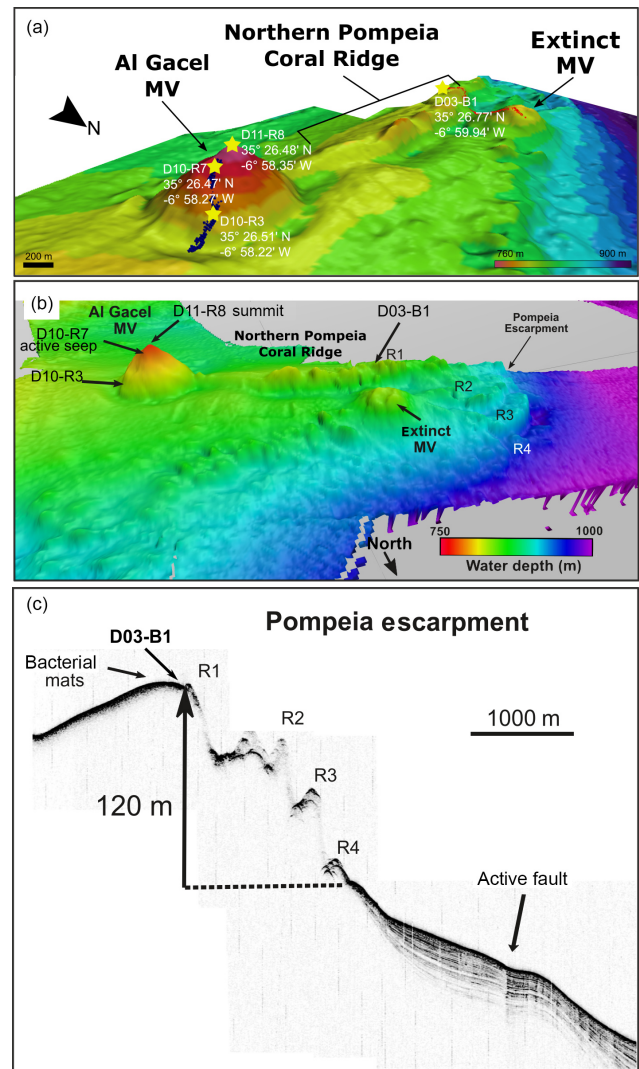 (a)
Northern Pompeia
Coral Ridge
Extinct
MV
Al Gacel
MV
N
D03-B1
35° 26.77' N
-6° 59.94' W
D11-R8
35° 26.48' N
-6° 58.35' W
D10-R7
35° 26.47' N
-6° 58.27' W
D10-R3
35° 26.51' N
-6° 58.22' W
200 m
760 m
900 m
(b)
Al Gacel
MV
D11-R8 summit
D03-B1
D10-R7
active seep
Northern Pompeia
Coral Ridge
R1
Pompeia
Escarpment
D10-R3
R2
R3
Extinct
MV
R4
North
750
1000
Water depth (m)
(c)
Pompeia escarpment
D03-B1
Bacterial
mats
R1
R2
1000 m
R3
120 m
R4
Active fault